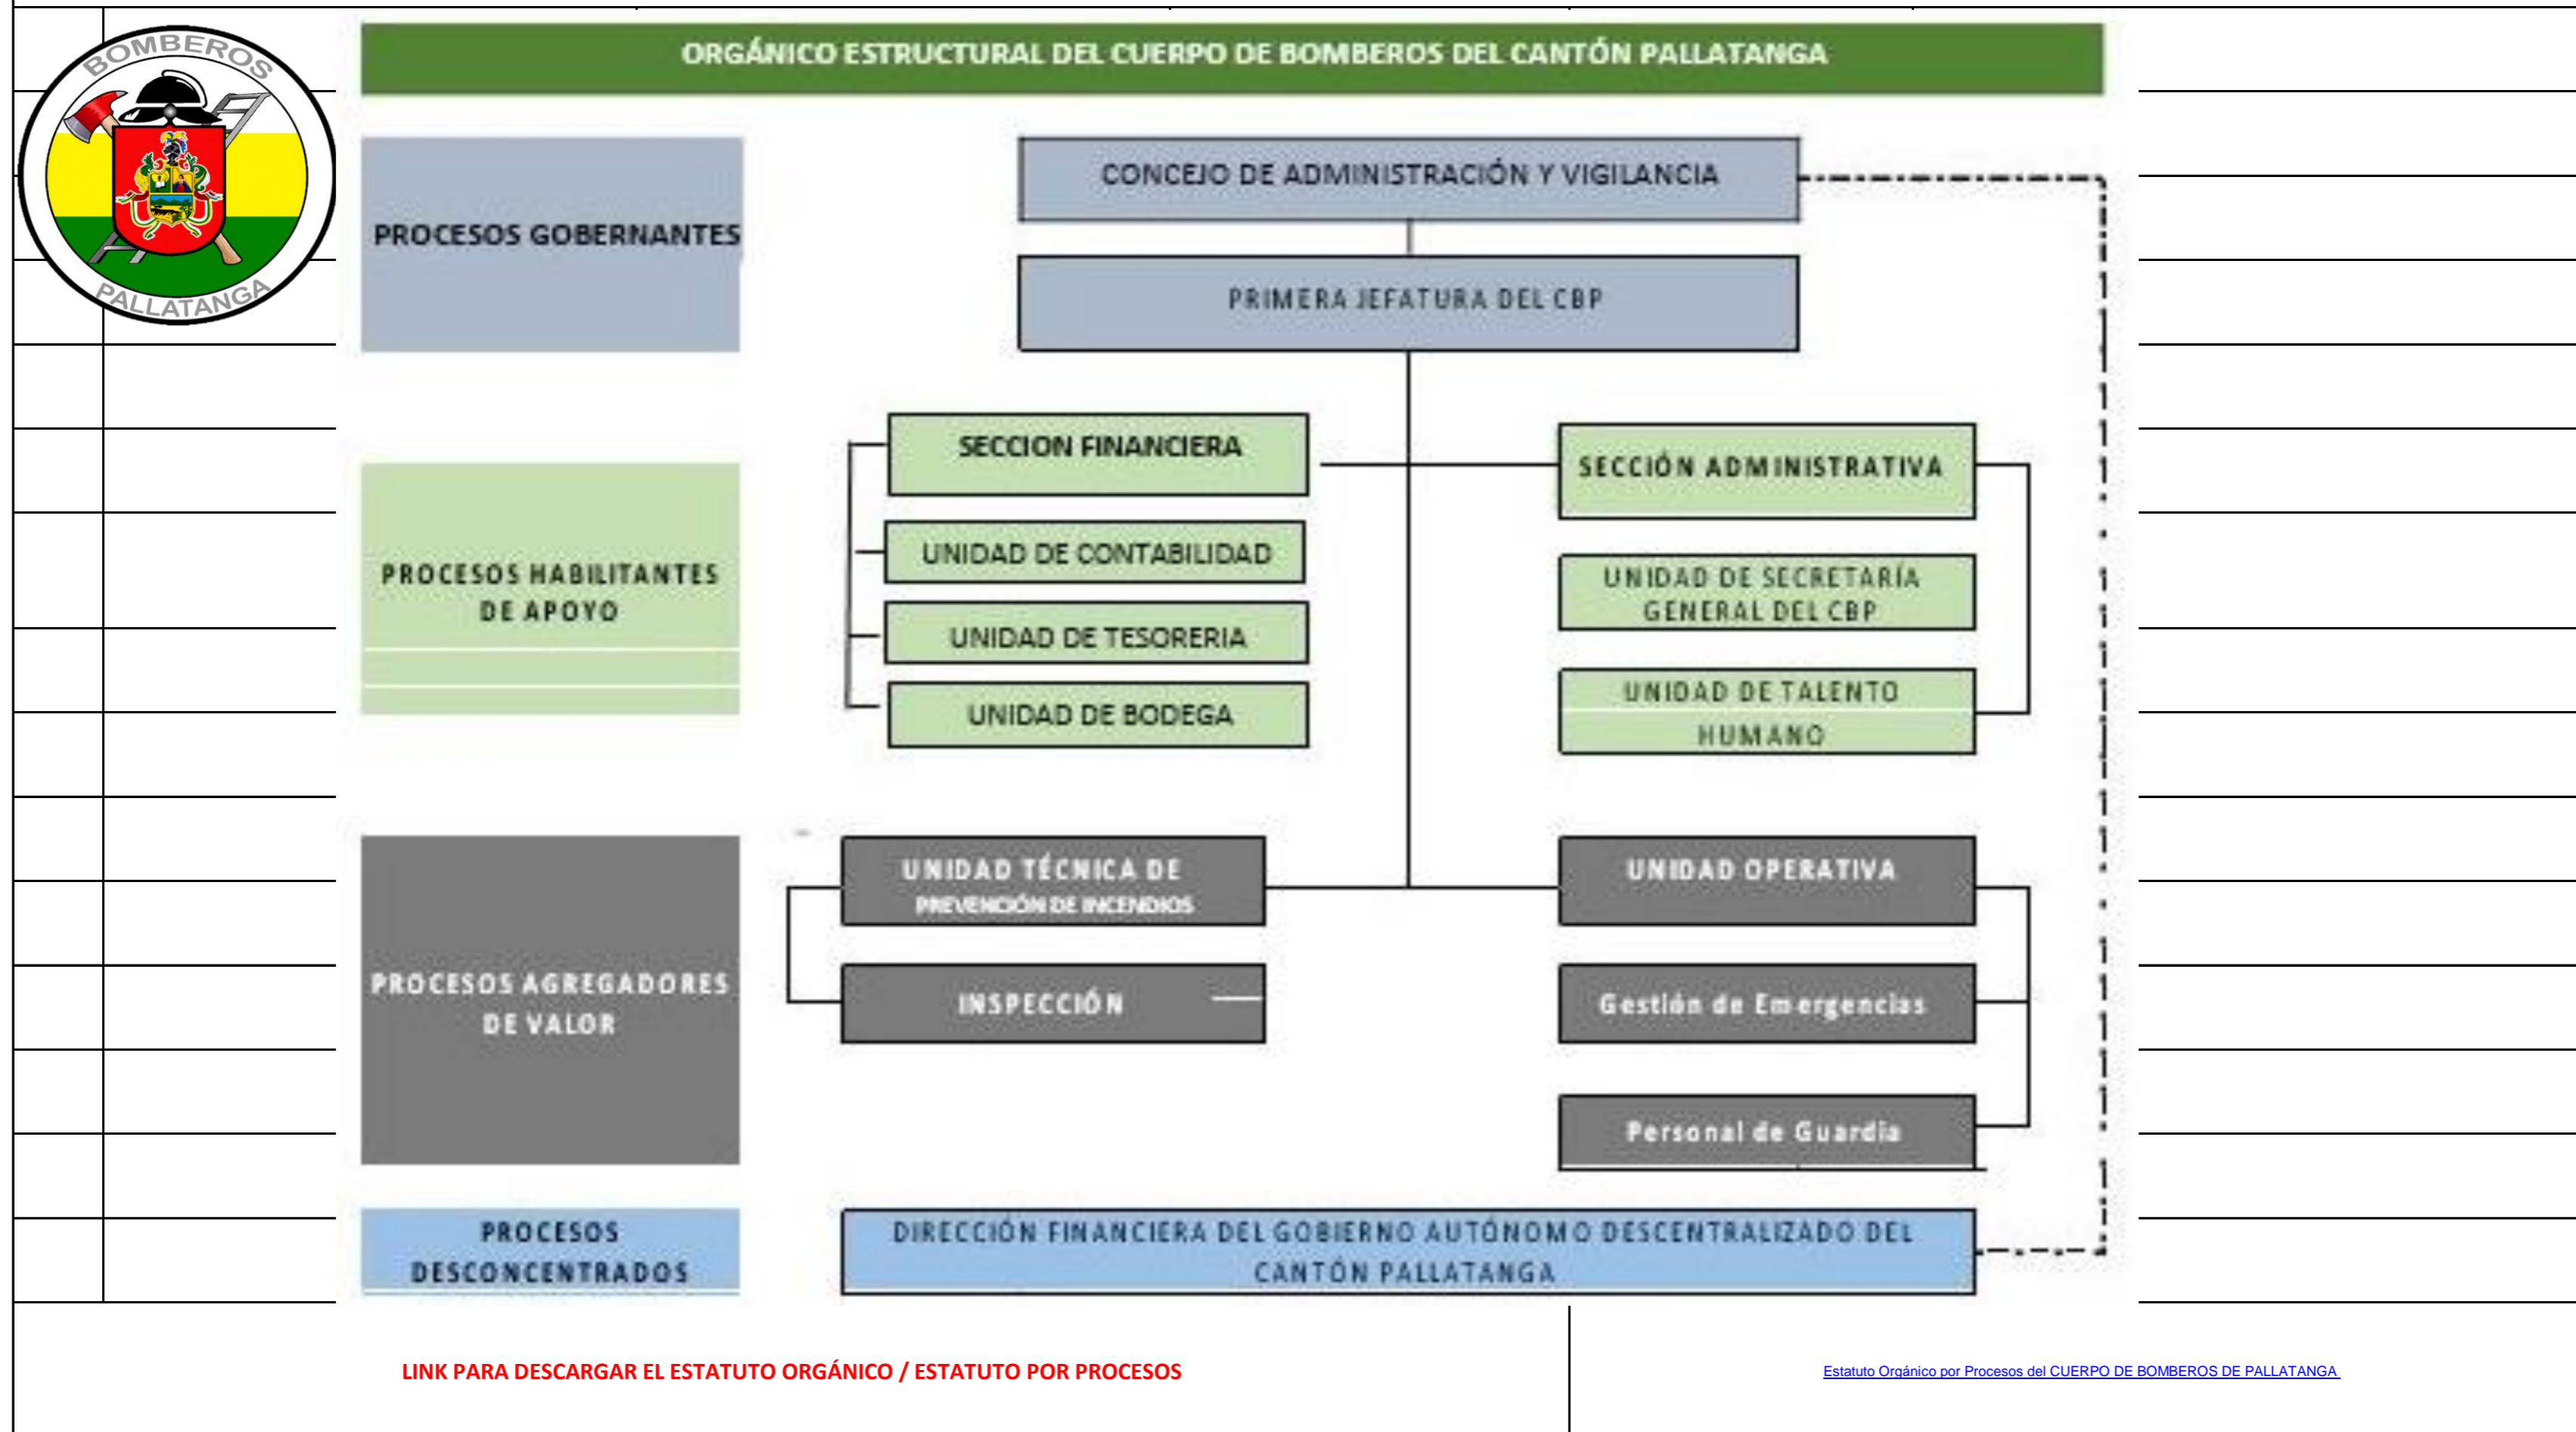 BOMBEROS
PALLATANGA
ORGÁNICO ESTRUCTURAL DEL CUERPO DE BOMBEROS DEL CANTÓN PALLATANGA
PROCESOS GOBERNANTES
CONCEJO DE ADMINISTRACIÓN Y VIGILANCIA
PRIMERA JEFATURA DEL CBP
PROCESOS HABILITANTES
DE APOYO
SECCION FINANCIERA
UNIDAD DE CONTABILIDAD
UNIDAD DE TESORERIA
UNIDAD DE BODEGA
SECCIÓN ADMINISTRATIVA
UNIDAD DE SECRETARÍA
GENERAL DEL CBP
UNIDAD DE TALENTO
HUMANO
PROCESOS AGREGADORES
DE VALOR
UNIDAD TÉCNICA DE
PREVENCIÓN DE INCENDIOS
INSPECCIÓN
UNIDAD OPERATIVA
Gestión de Emergencias
Personal de Guardia
PROCESOS
DESCONCENTRADOS
DIRECCIÓN FINANCIERA DEL GOBIERNO AUTÓNOMO DESCENTRALIZADO DEL
CANTÓN PALLATANGA
LINK PARA DESCARGAR EL ESTATUTO ORGÁNICO / ESTATUTO POR PROCESOS
Estatuto Orgánico por Procesos del CUERPO DE BOMBEROS DE PALLATANGA